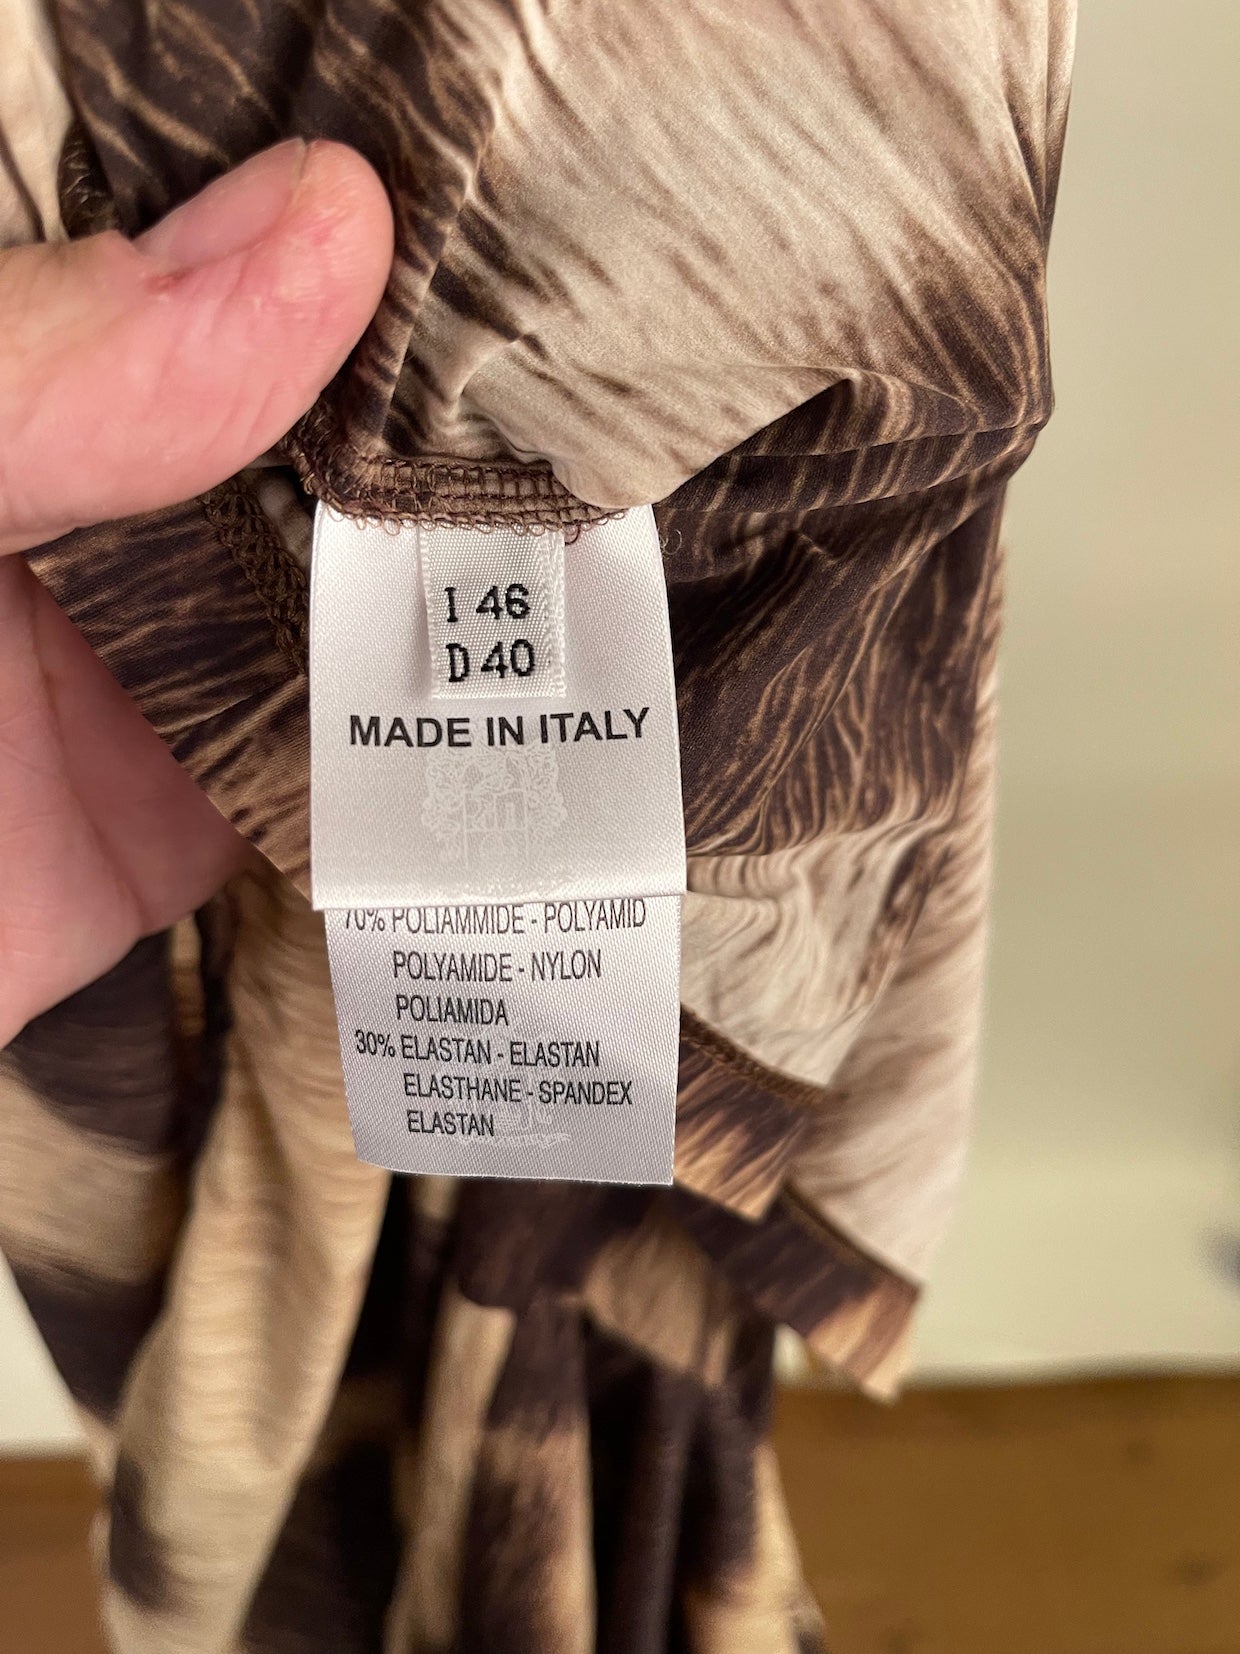 I 46
D 40
MADE IN ITALY
70% POLIAMMIDE - POLYAMID
POLYAMIDE - NYLON
POLIAMIDA
30% ELASTAN - ELASTAN
ELASTHANE - SPANDEX
ELASTAN